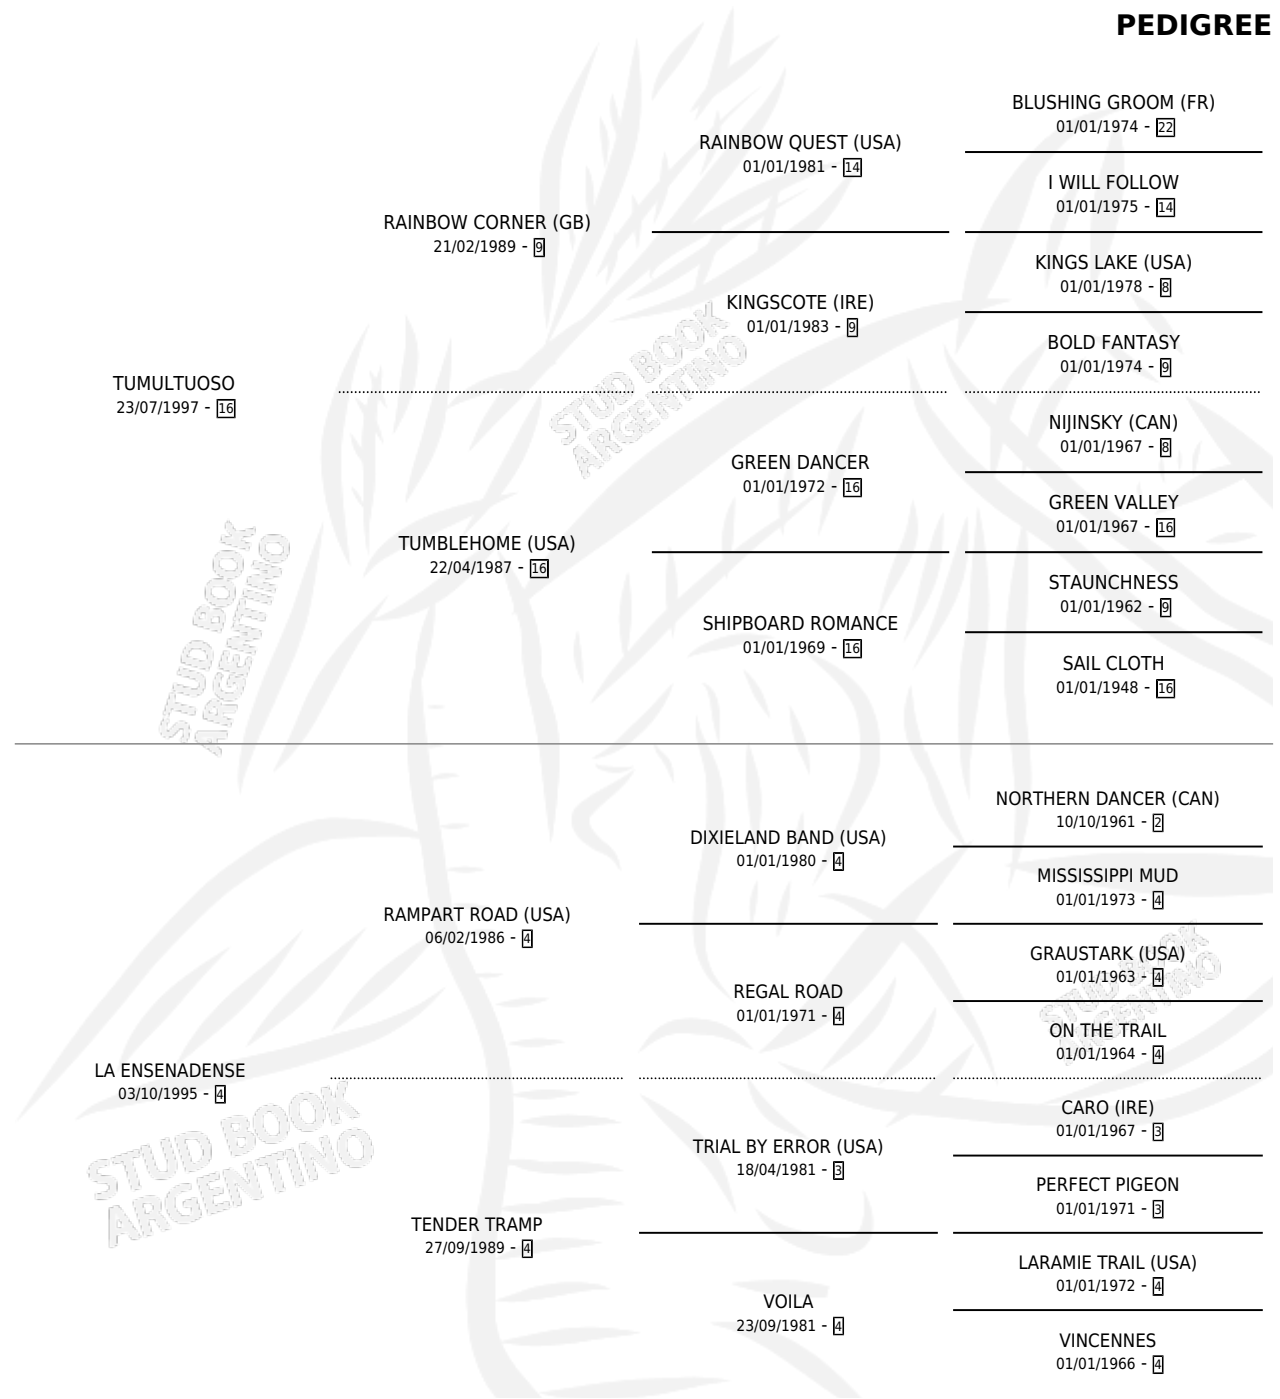 PEDIGREE
BLUSHING GROOM (FR)
01/01/1974 - 22
RAINBOW QUEST (USA)
01/01/1981 - 14
I WILL FOLLOW
01/01/1975 - 14
RAINBOW CORNER (GB)
21/02/1989 - 9
KINGS LAKE (USA)
01/01/1978 - 8
KINGSCOTE (IRE)
01/01/1983 - 9
BOLD FANTASY
01/01/1974 - 9
TUMULTUOSO
23/07/1997 - 16
STUD BOOK
ARGENTINO
NIJINSKY (CAN)
01/01/1967 - 8
GREEN DANCER
01/01/1972 - 16
GREEN VALLEY
01/01/1967 - 16
TUMBLEHOME (USA)
22/04/1987 - 16
STAUNCHNESS
01/01/1962 - 9
SHIPBOARD ROMANCE
01/01/1969 - 16
SAIL CLOTH
01/01/1948 - 16
STUD BOOK
ARGENTINO
NORTHERN DANCER (CAN)
10/10/1961 - 2
DIXIELAND BAND (USA)
01/01/1980 - 4
MISSISSIPPI MUD
01/01/1973 - 4
RAMPART ROAD (USA)
06/02/1986 - 4
GRAUSTARK (USA)
01/01/1963 - 4
REGAL ROAD
01/01/1971 - 4
STUD BOOK
ARGENTINO
ON THE TRAIL
01/01/1964 - 4
LA ENSENADENSE
03/10/1995 - 4
CARO (IRE)
01/01/1967 - 3
STUD BOOK
ARGENTINO
TRIAL BY ERROR (USA)
18/04/1981 - 3
PERFECT PIGEON
01/01/1971 - 3
TENDER TRAMP
27/09/1989 - 4
LARAMIE TRAIL (USA)
01/01/1972 - 4
VOILA
23/09/1981 - 4
VINCENNES
01/01/1966 - 4